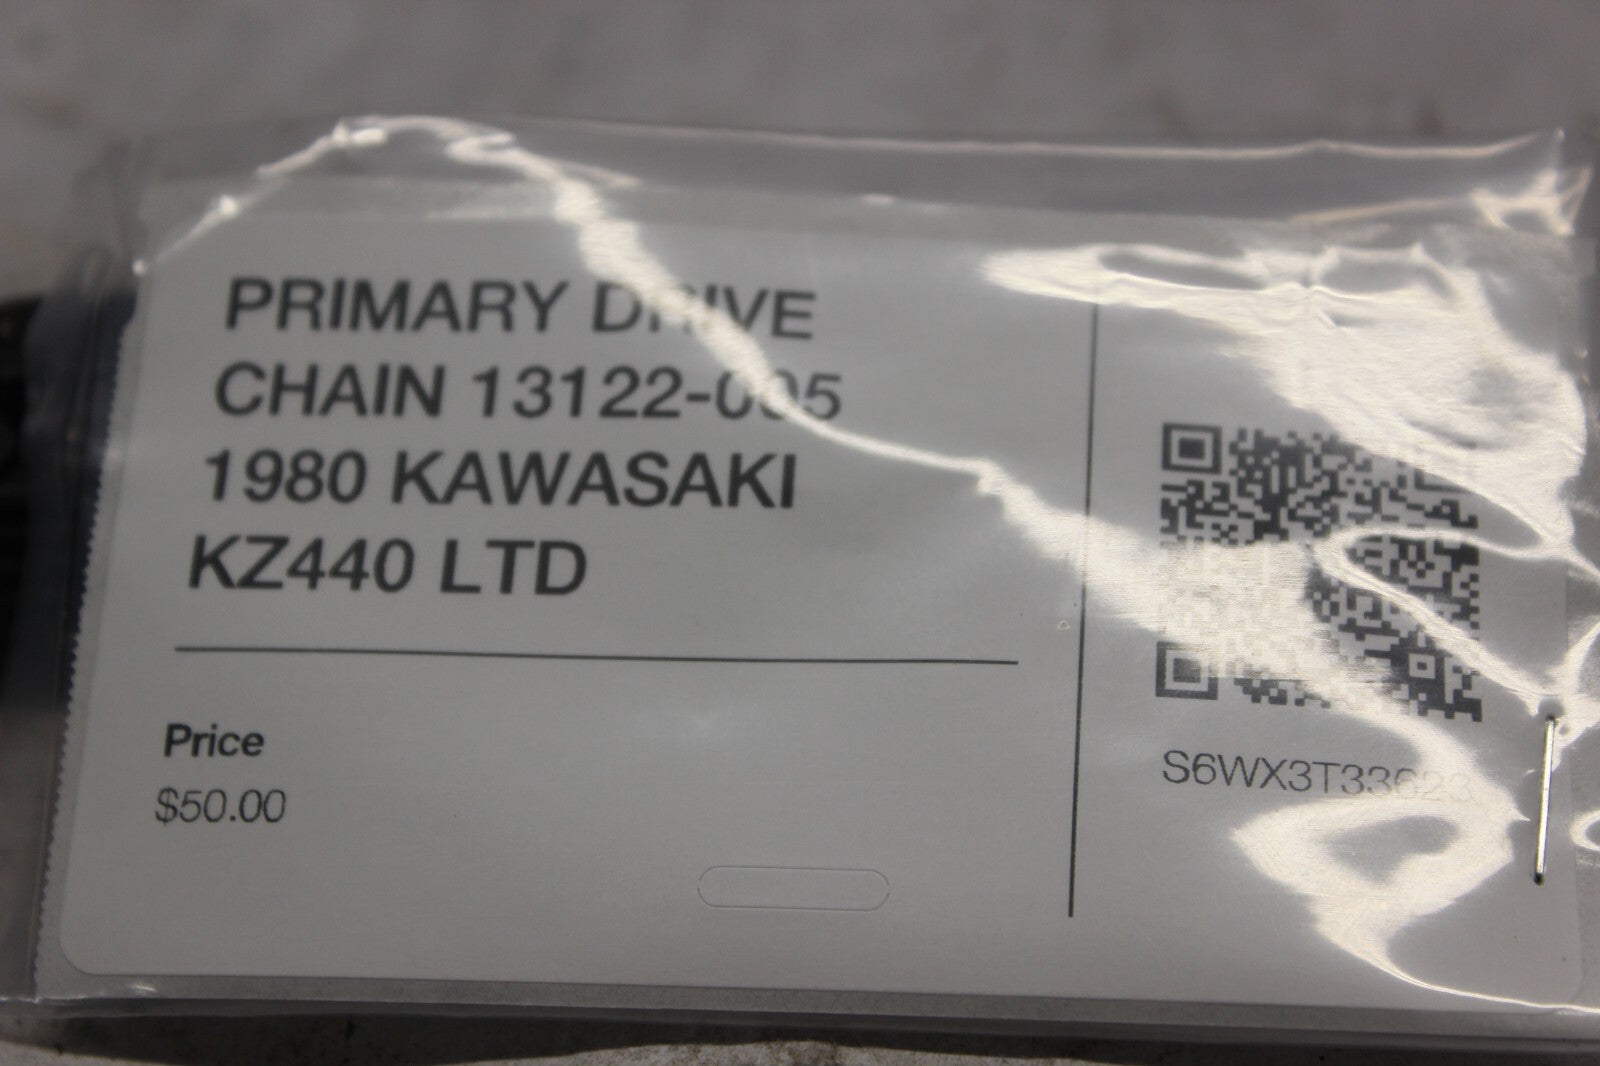 PRIMARY DRIVE
CHAIN
1980 KAWASAKI
KZ440 LTD
Price
$50.00